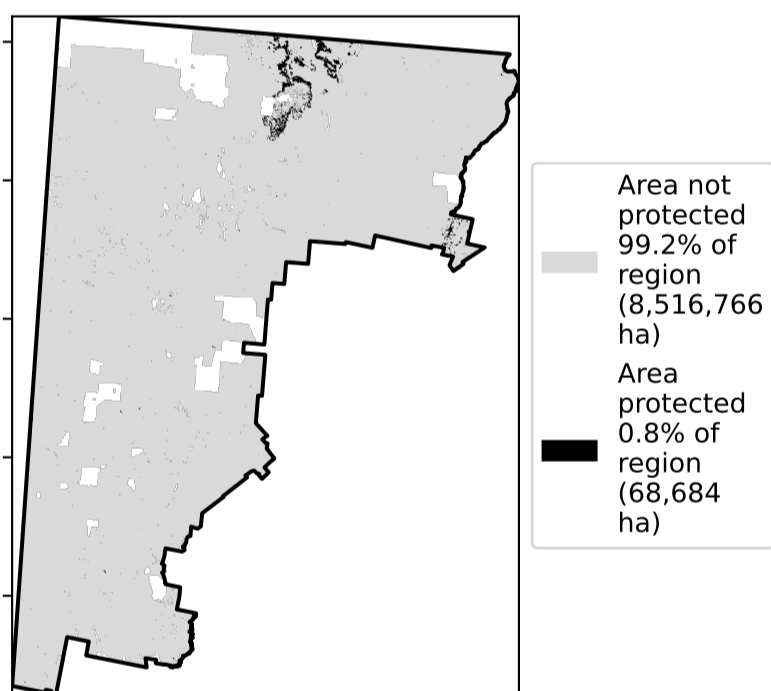 Area not
protected
99.2% of
region
(8,516,766
ha)
Area
protected
0.8% of
region
(68,684
ha)